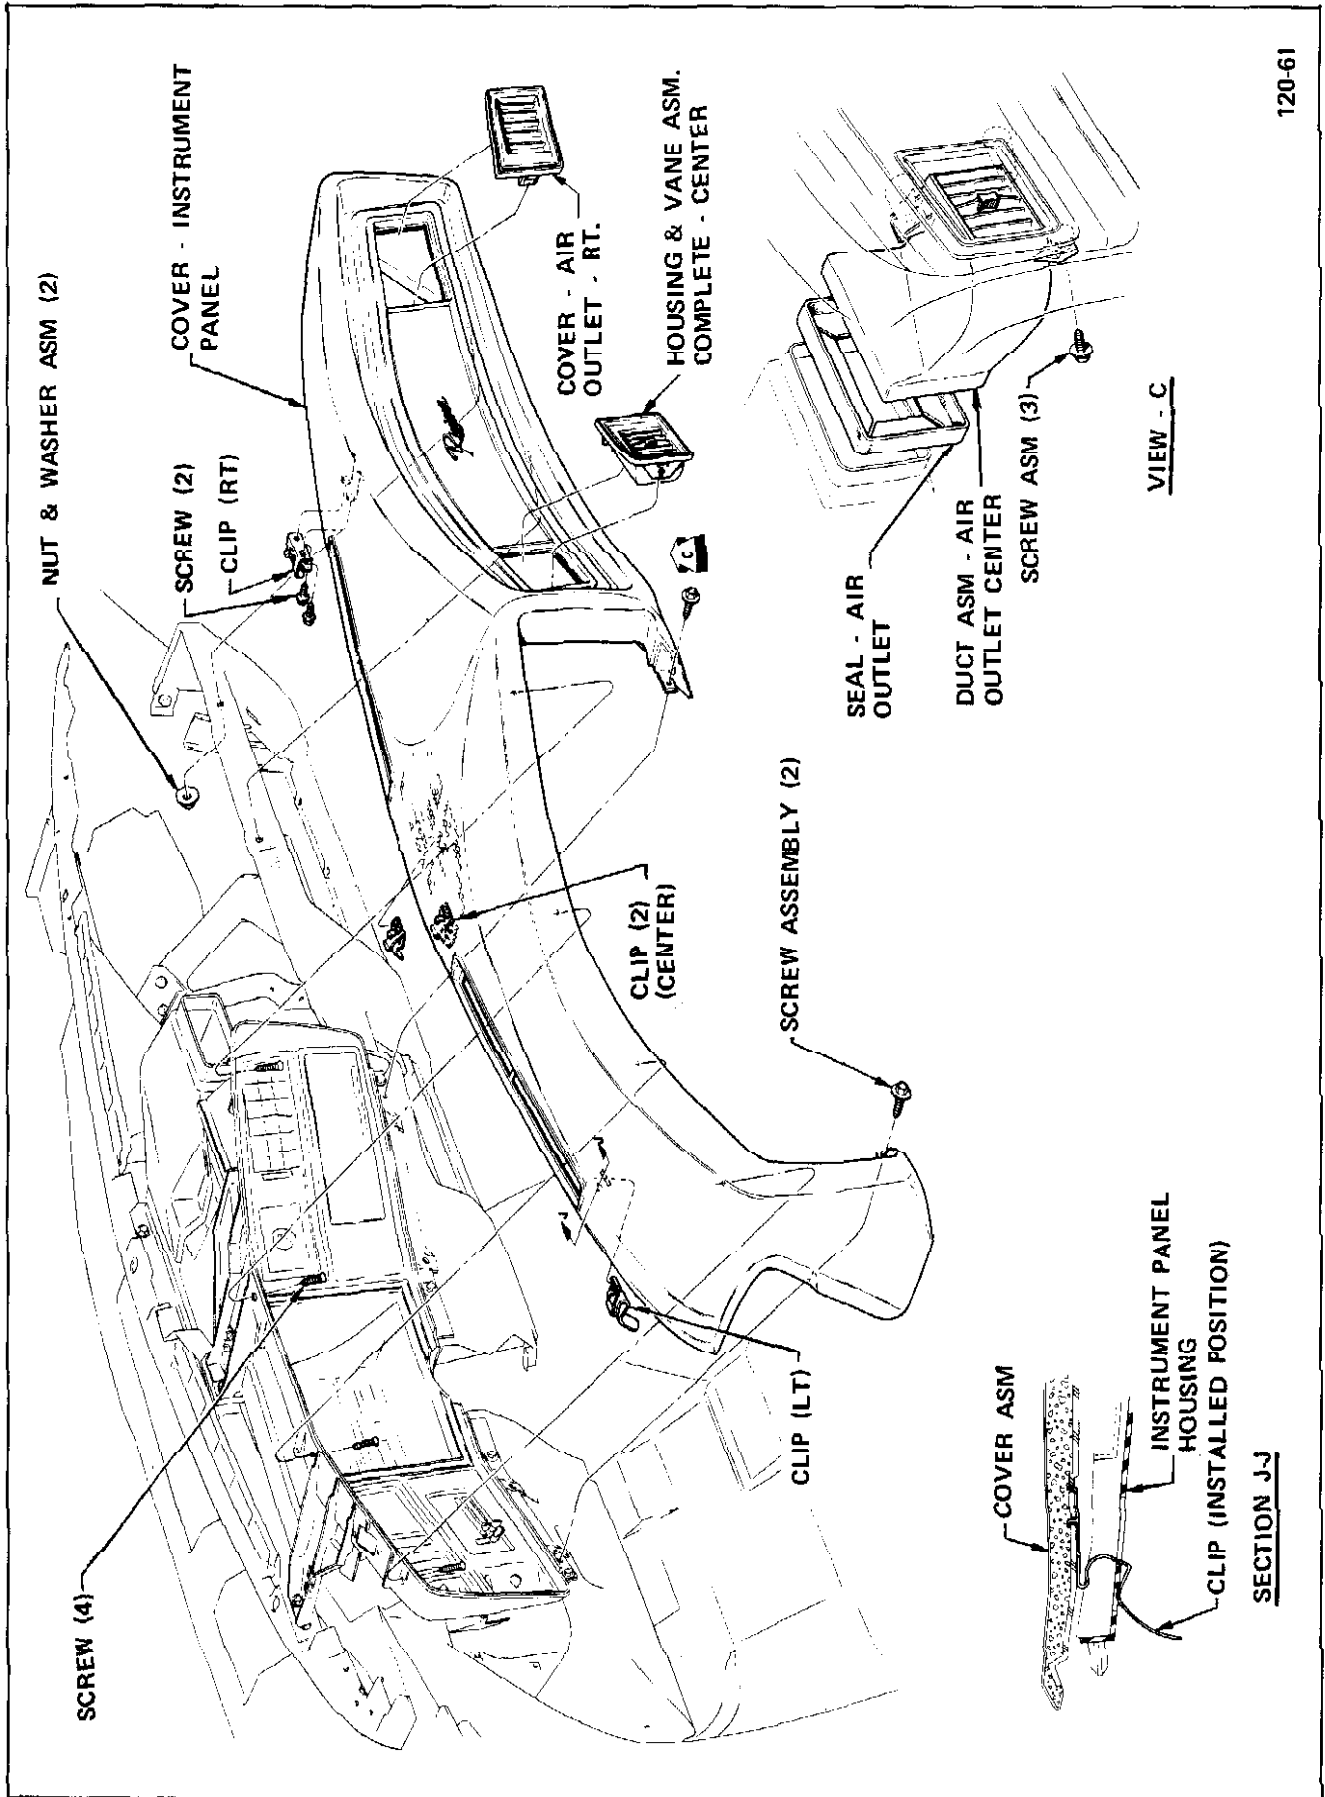 NUT & WASHER ASM (2)
COVER - INSTRUMENT
PANEL
SCREW (2)
CLIP (RT)
SCREW (4)
COVER - AIR
OUTLET - RT.
HOUSING & VANE ASM.
COMPLETE - CENTER
C
CLIP (2)
(CENTER)
SCREW ASSEMBLY (2)
CLIP (LT)
J
J
SEAL - AIR
OUTLET
DUCT ASM - AIR
OUTLET CENTER
SCREW ASM (3)
VIEW - C
COVER ASM
INSTRUMENT PANEL
HOUSING
CLIP (INSTALLED POSITION)
SECTION J-J
120-61